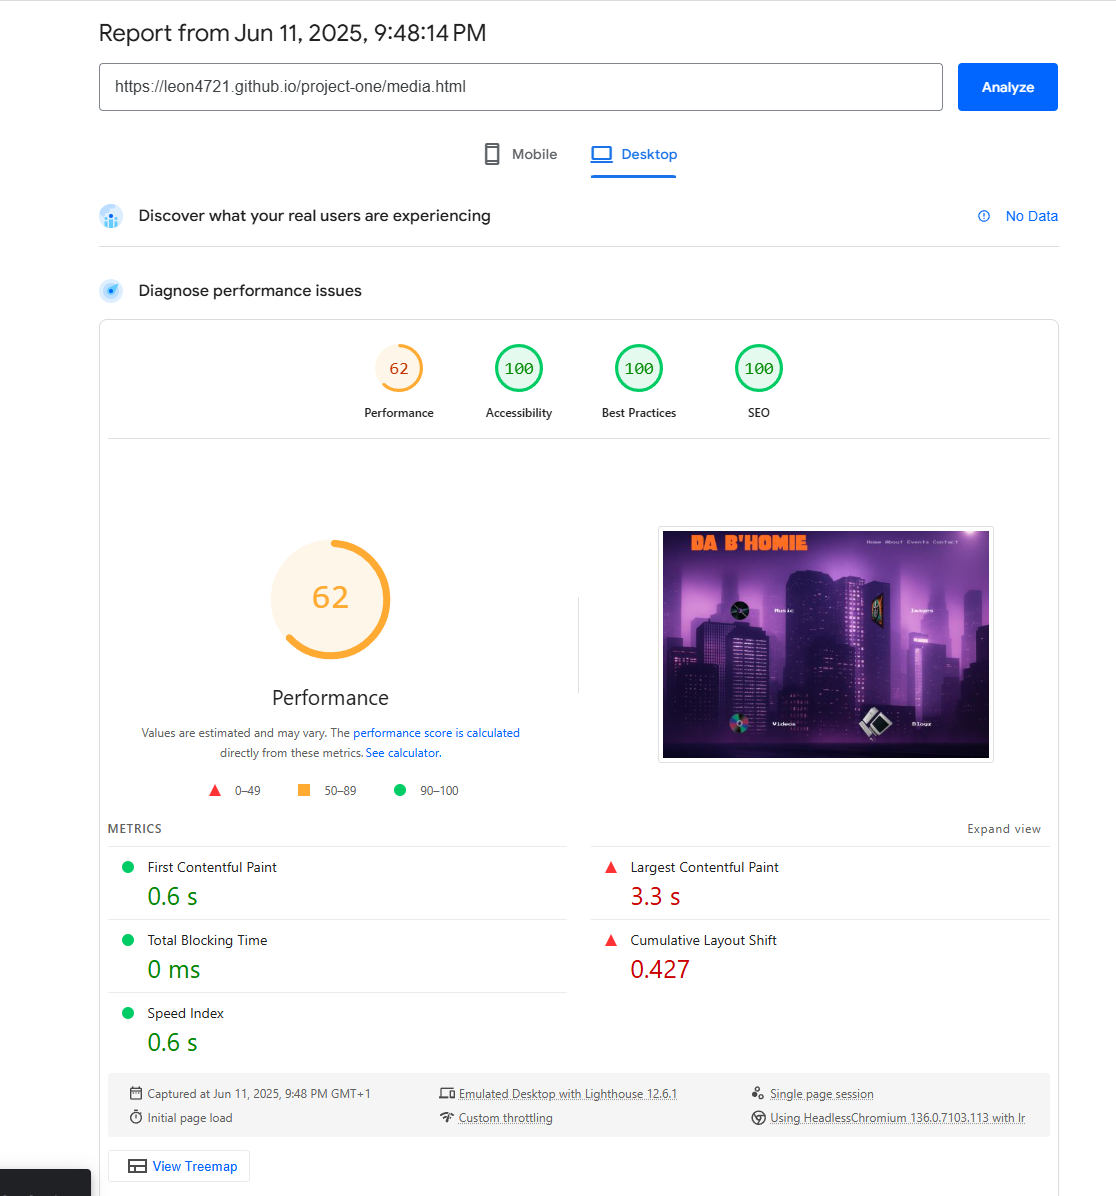 Report from Jun 11, 2025, 9:48:14 PM
https://leon4721.github.io/project-one/media.html
Analyze
Mobile
Desktop
Discover what your real users are experiencing
No Data
Diagnose performance issues
62
100
100
100
Performance
Accessibility
Best Practices
SEO
62
Performance
Values are estimated and may vary. The performance score is calculated
directly from these metrics. See calculator.
0–49
50–89
90–100
DA B'HOMIE
Home About Events Contact
Music
Images
Videos
Blogz
METRICS
Expand view
First Contentful Paint
0.6 s
Largest Contentful Paint
3.3 s
Total Blocking Time
0 ms
Cumulative Layout Shift
0.427
Speed Index
0.6 s
Captured at Jun 11, 2025, 9:48 PM GMT+1
Emulated Desktop with Lighthouse 12.6.1
Single page session
Initial page load
Custom throttling
Using HeadlessChromium 136.0.7103.113 with lr
View Treemap